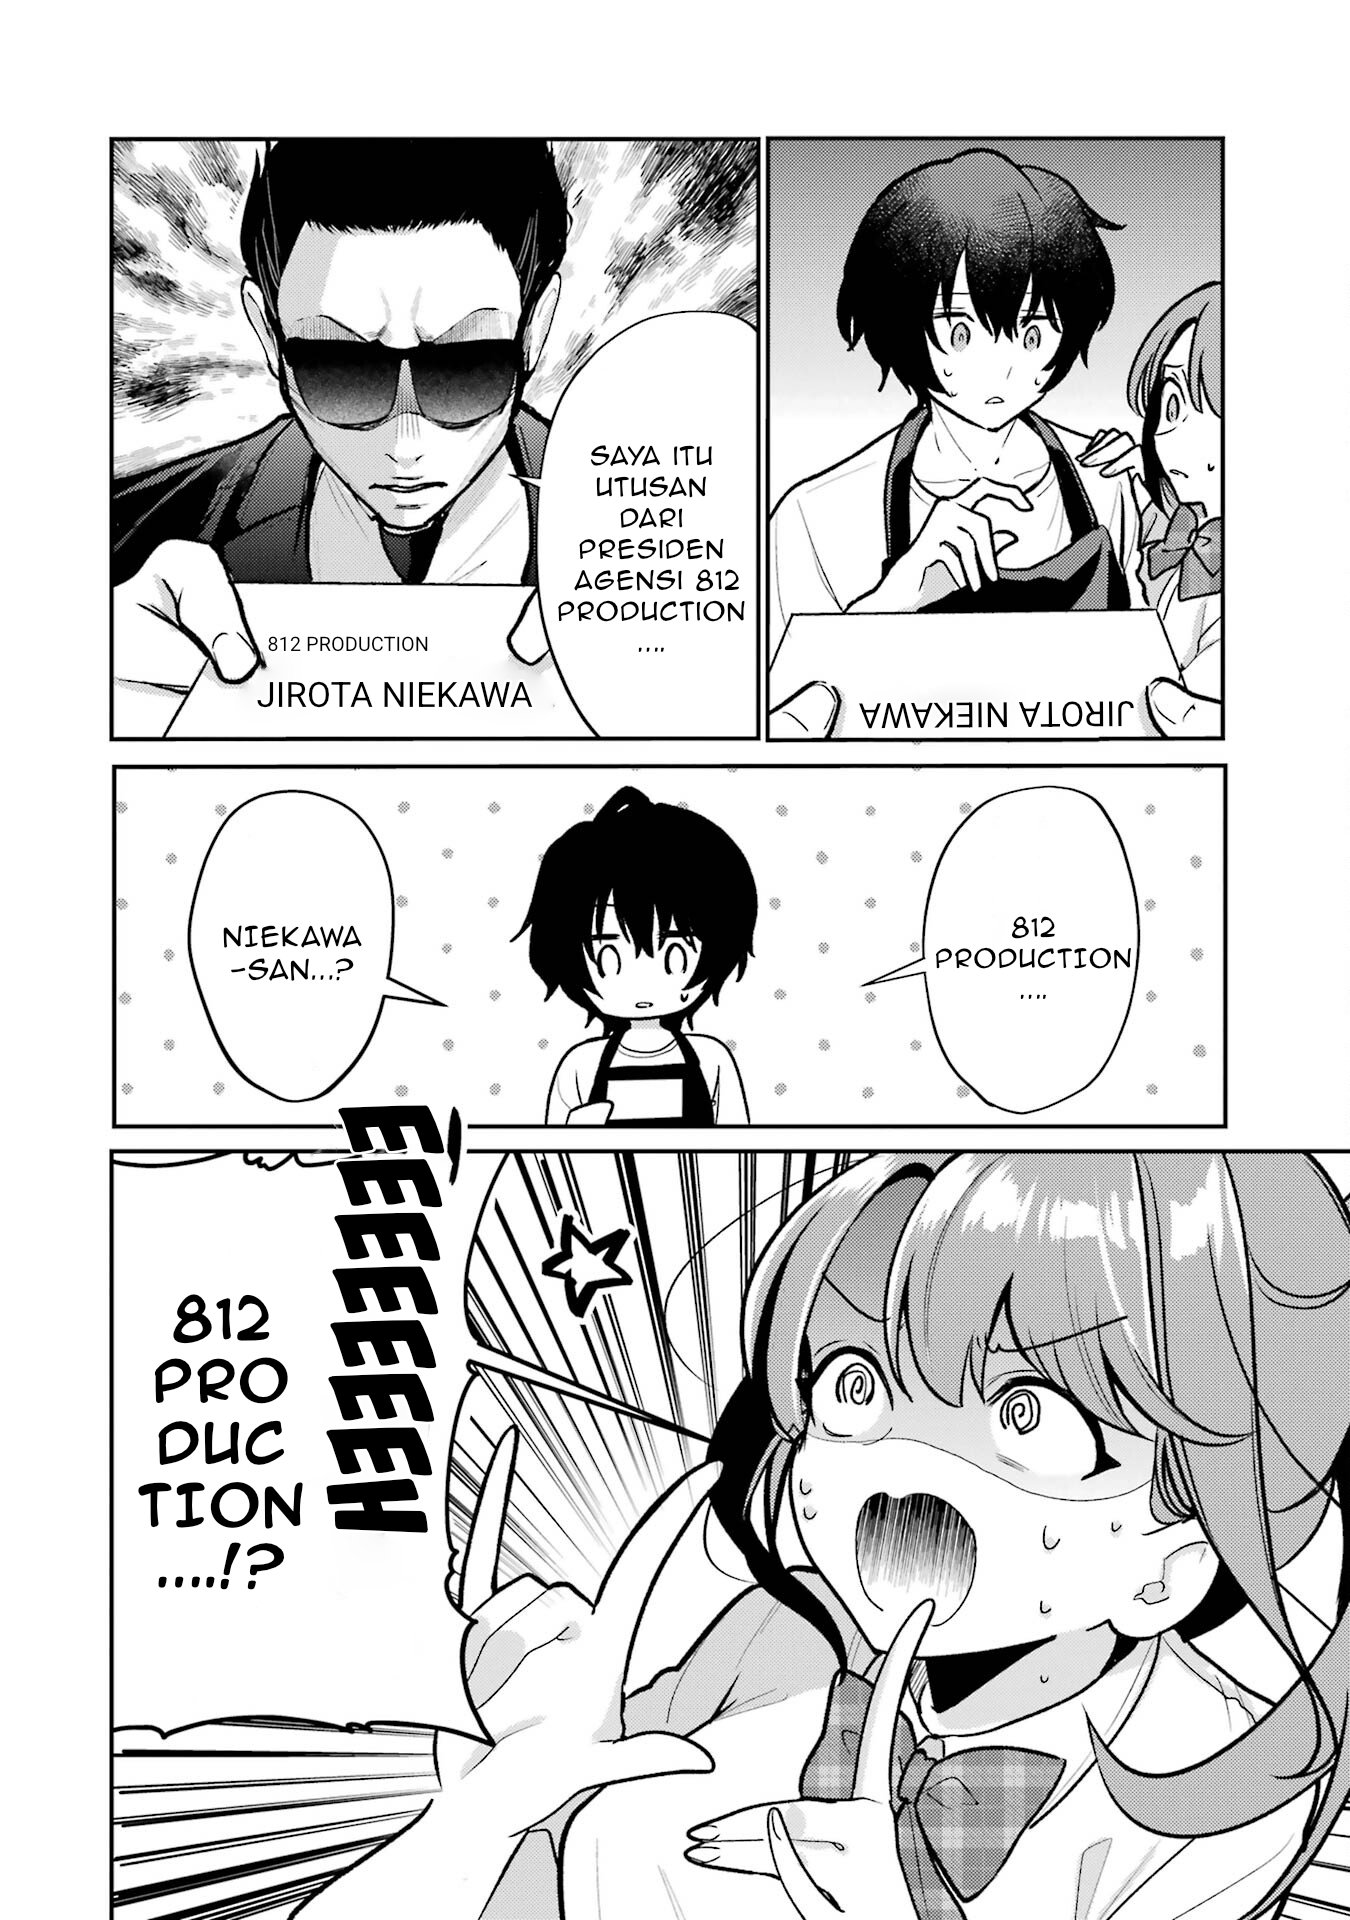 JIROTA NIEKAWA
SAYA ITU
UTUSAN
DARI
PRESIDEN
AGENSI 812
PRODUCTION
....
812 PRODUCTION
JIROTA NIEKAWA
812
PRODUCTION
....
NIEKAWA
-SAN...?
EEEEEEEH
812
PRO
DUC
TION
.....!?